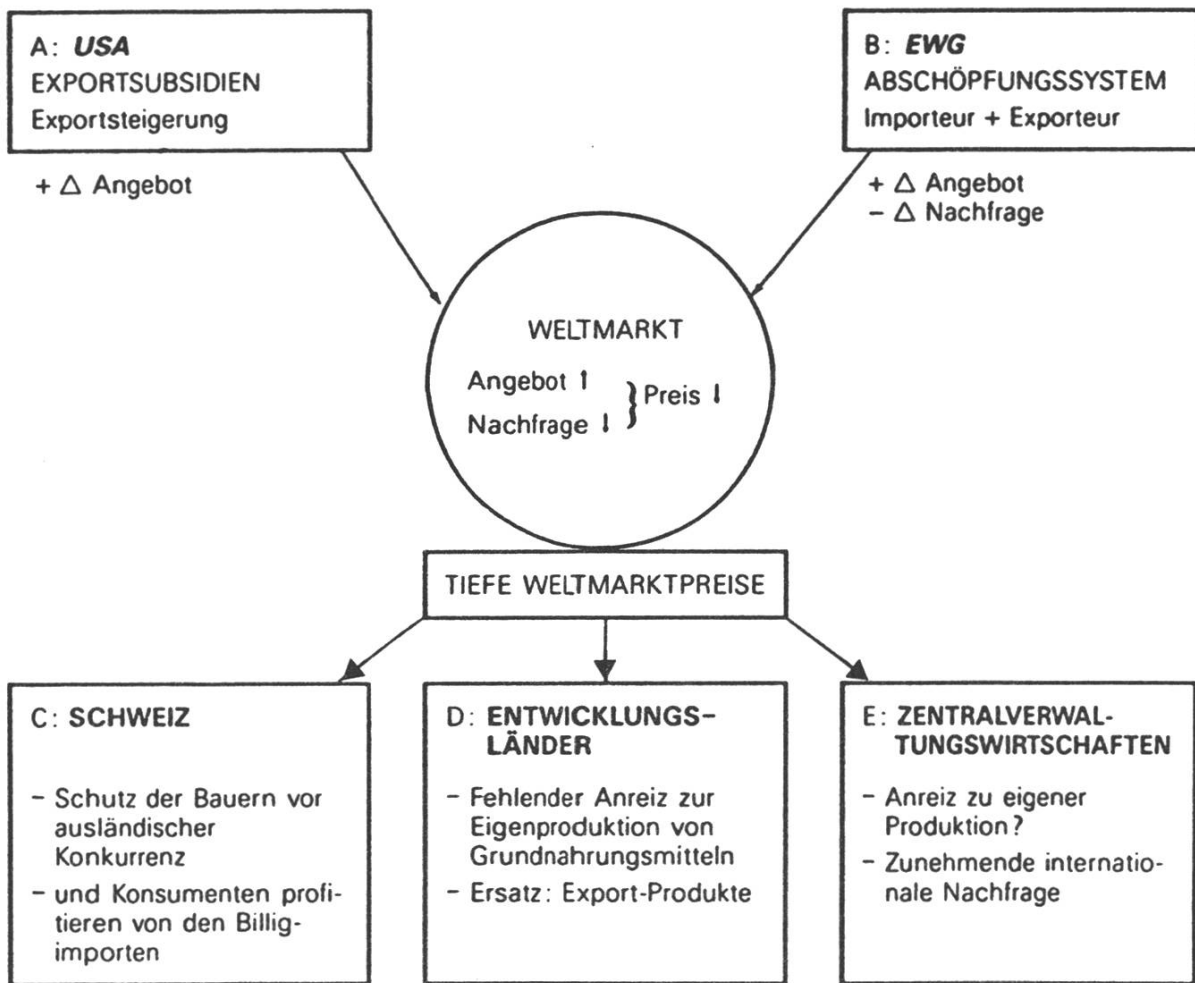 A: USA
EXPORTSUBSIDIEN
Exportsteigerung
B: EWG
ABSCHÖPFUNGSSYSTEM
Importeur + Exporteur
+ △ Angebot
+ △ Angebot
− △ Nachfrage
WELTMARKT
Angebot ↑
Nachfrage ↓
} Preis ↓
TIEFE WELTMARKTPREISE
C: SCHWEIZ
– Schutz der Bauern vor
ausländischer
Konkurrenz
– und Konsumenten profi-
tieren von den Billig-
importen
D: ENTWICKLUNGS-
LÄNDER
– Fehlender Anreiz zur
Eigenproduktion von
Grundnahrungsmitteln
– Ersatz: Export-Produkte
E: ZENTRALVERWAL-
TUNGSWIRTSCHAFTEN
– Anreiz zu eigener
Produktion?
– Zunehmende internatio-
nale Nachfrage